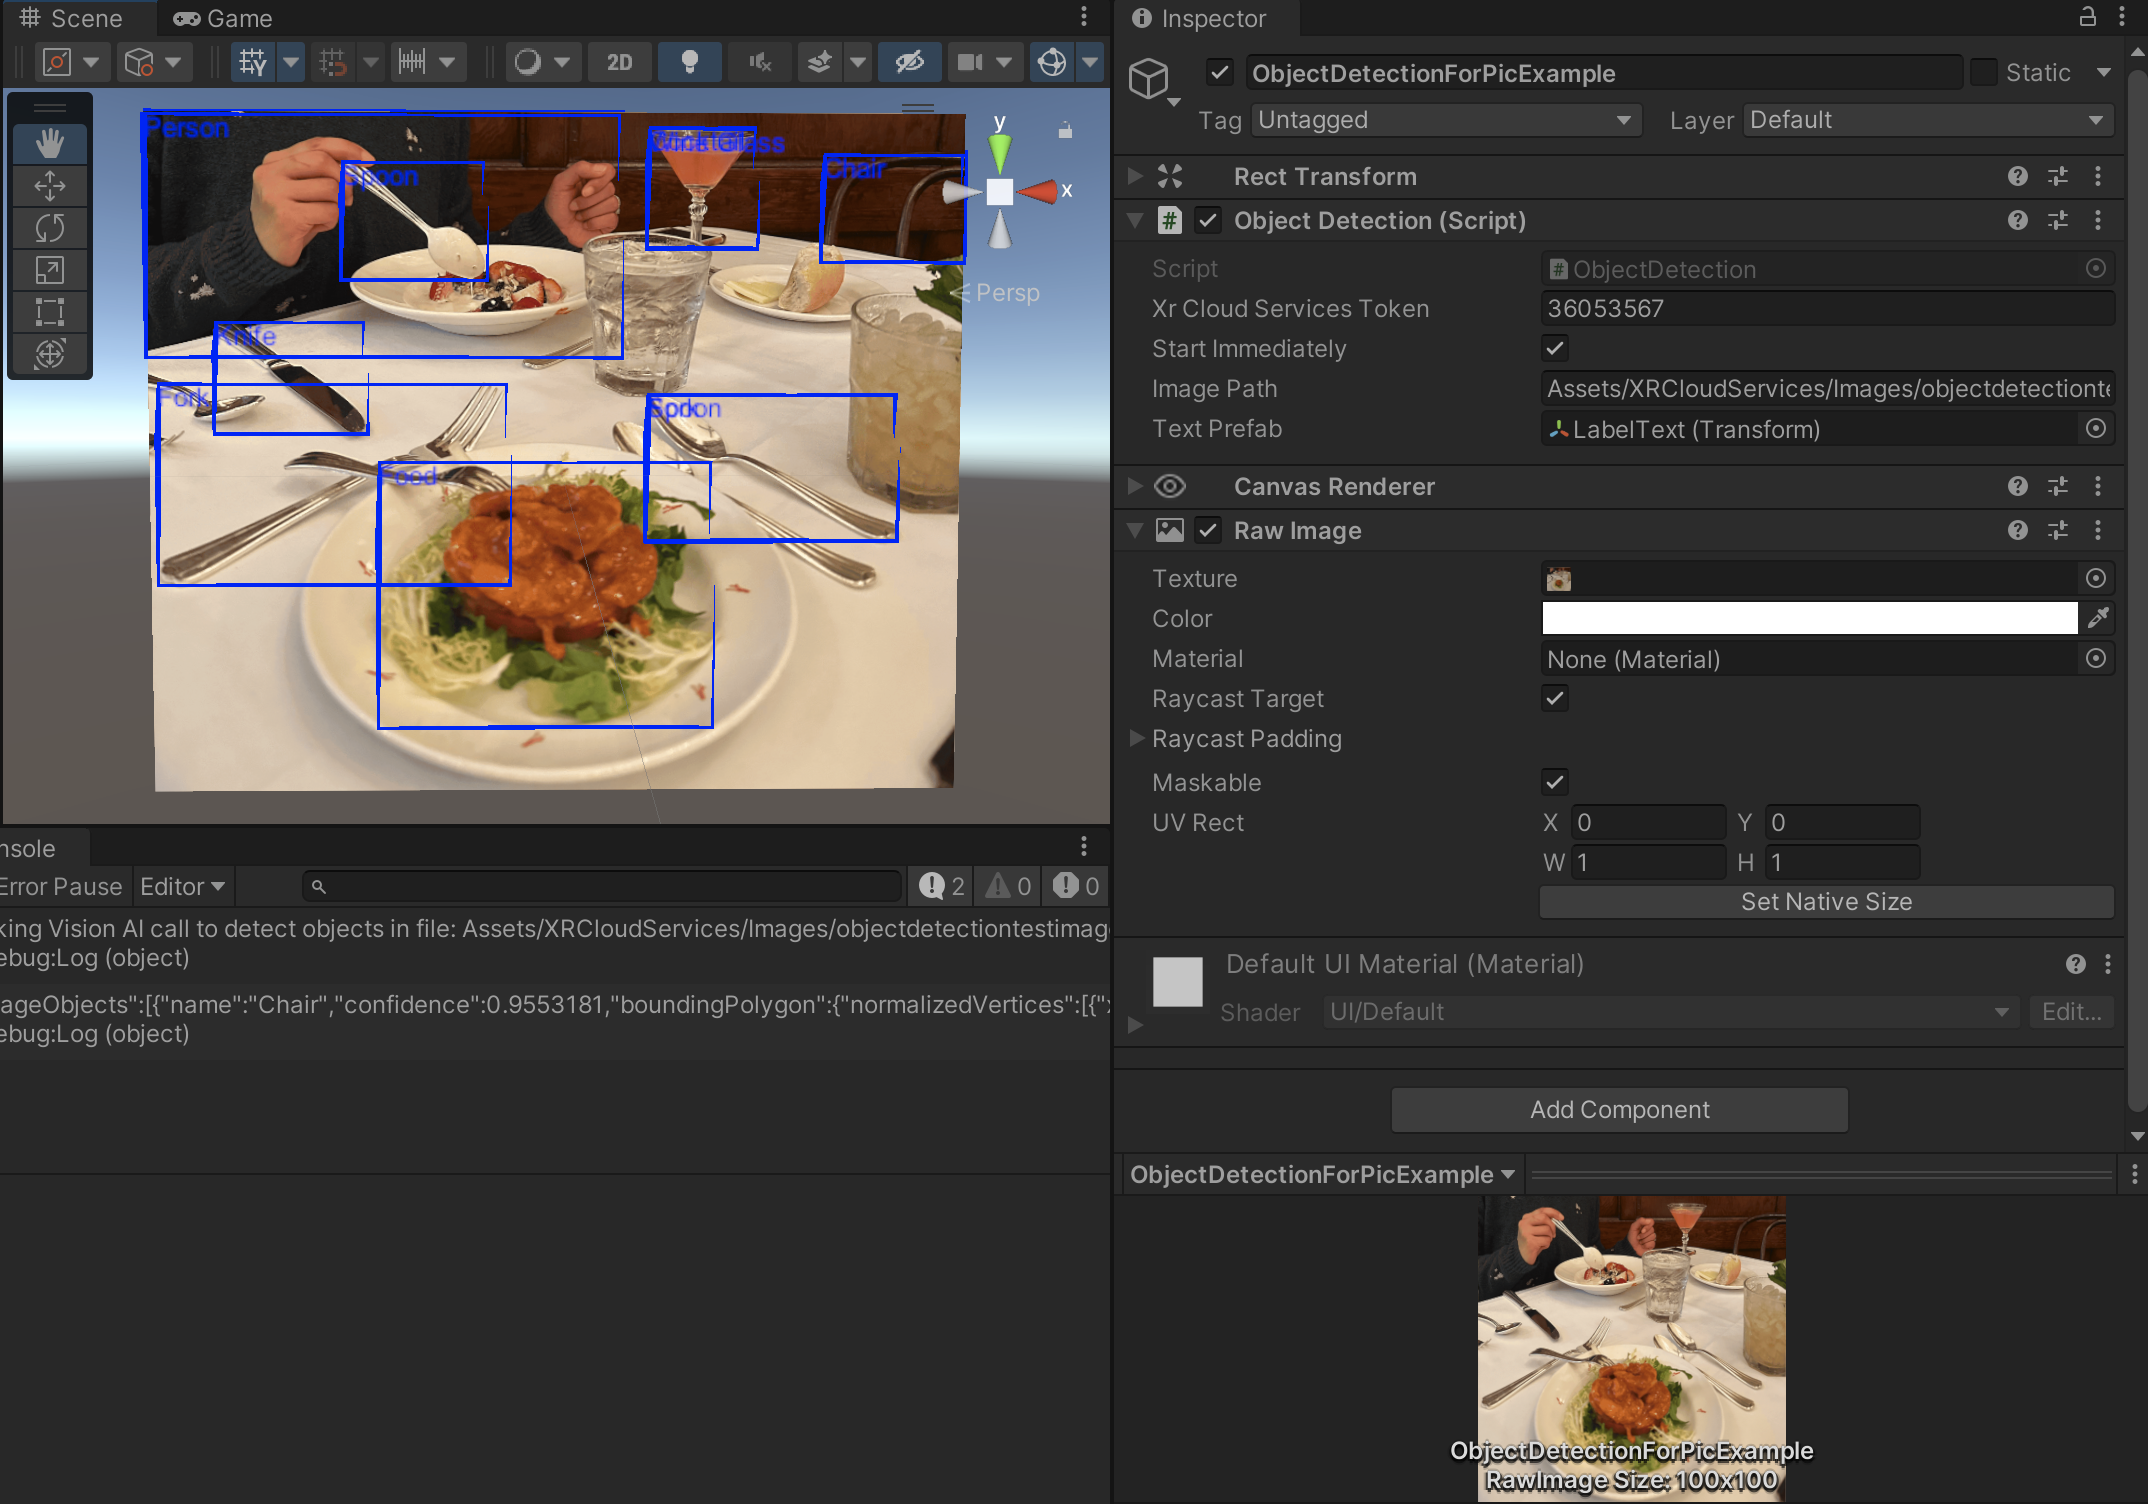 Scene
Game
2D
Person
Spoon
Chair
Knife
Fork
Food
y
x
Persp
nsole
Error Pause
Editor
2
0
0
king Vision AI call to detect objects in file: Assets/XRCloudServices/Images/objectdetectiontestimag
ebug:Log (object)
ageObjects":[{"name":"Chair","confidence":0.9553181,"boundingPolygon":{"normalizedVertices":[{"x
ebug:Log (object)
Inspector
ObjectDetectionForPicExample
Static
Tag Untagged
Layer Default
Rect Transform
Object Detection (Script)
Script ObjectDetection
Xr Cloud Services Token 36053567
Start Immediately
Image Path Assets/XRCloudServices/Images/objectdetectionte
Text Prefab LabelText (Transform)
Canvas Renderer
Raw Image
Texture
Color
Material None (Material)
Raycast Target
Raycast Padding
Maskable
UV Rect X 0 Y 0
W 1 H 1
Set Native Size
Default UI Material (Material)
Shader UI/Default Edit...
Add Component
ObjectDetectionForPicExample
ObjectDetectionForPicExample
RawImage Size: 100x100